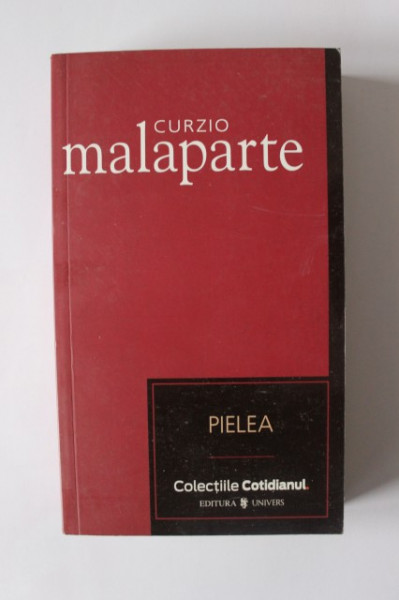 CURZIO
malaparte
PIELEA
Colecțiile Cotidianul.
EDITURA UNIVERS